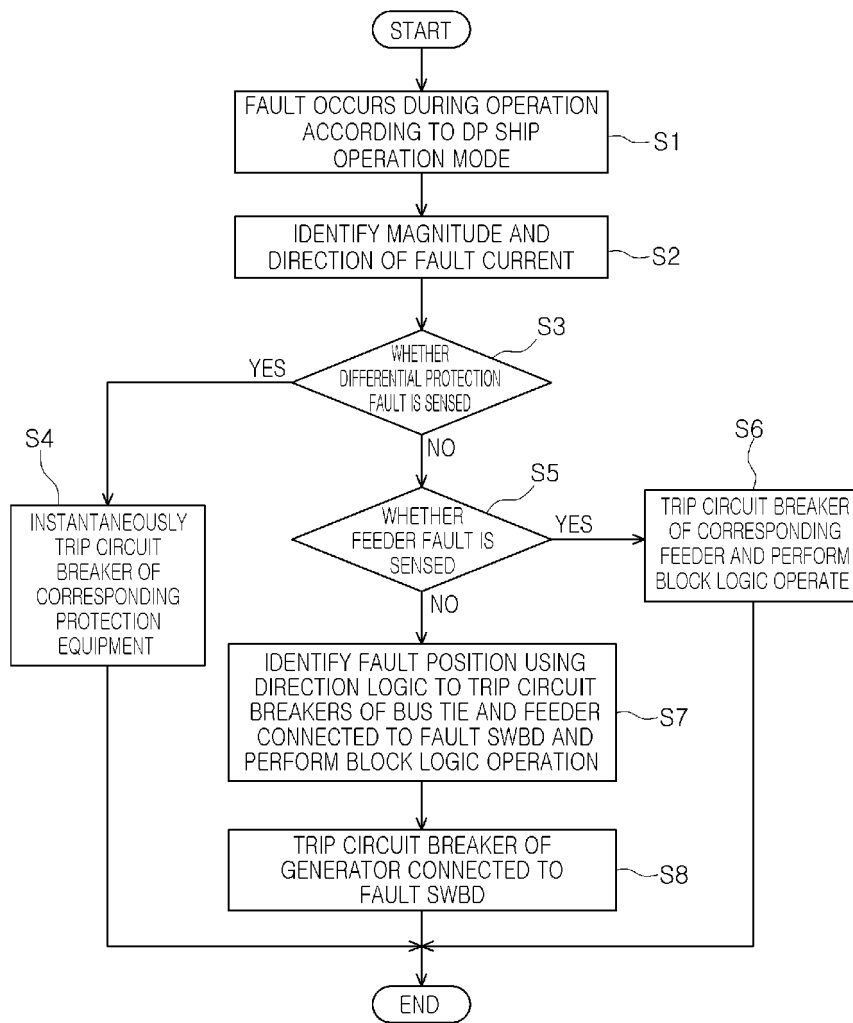 START
FAULT OCCURS DURING OPERATION
ACCORDING TO DP SHIP
OPERATION MODE
S1
IDENTIFY MAGNITUDE AND
DIRECTION OF FAULT CURRENT
S2
S3
WHETHER
DIFFERENTIAL PROTECTION
FAULT IS SENSED
YES
NO
S4
INSTANTANEOUSLY
TRIP CIRCUIT
BREAKER OF
CORRESPONDING
PROTECTION
EQUIPMENT
S5
WHETHER
FEEDER FAULT IS
SENSED
YES
NO
S6
TRIP CIRCUIT BREAKER
OF CORRESPONDING
FEEDER AND PERFORM
BLOCK LOGIC OPERATE
IDENTIFY FAULT POSITION USING
DIRECTION LOGIC TO TRIP CIRCUIT
BREAKERS OF BUS TIE AND FEEDER
CONNECTED TO FAULT SWBD AND
PERFORM BLOCK LOGIC OPERATION
S7
TRIP CIRCUIT BREAKER OF
GENERATOR CONNECTED TO
FAULT SWBD
S8
END